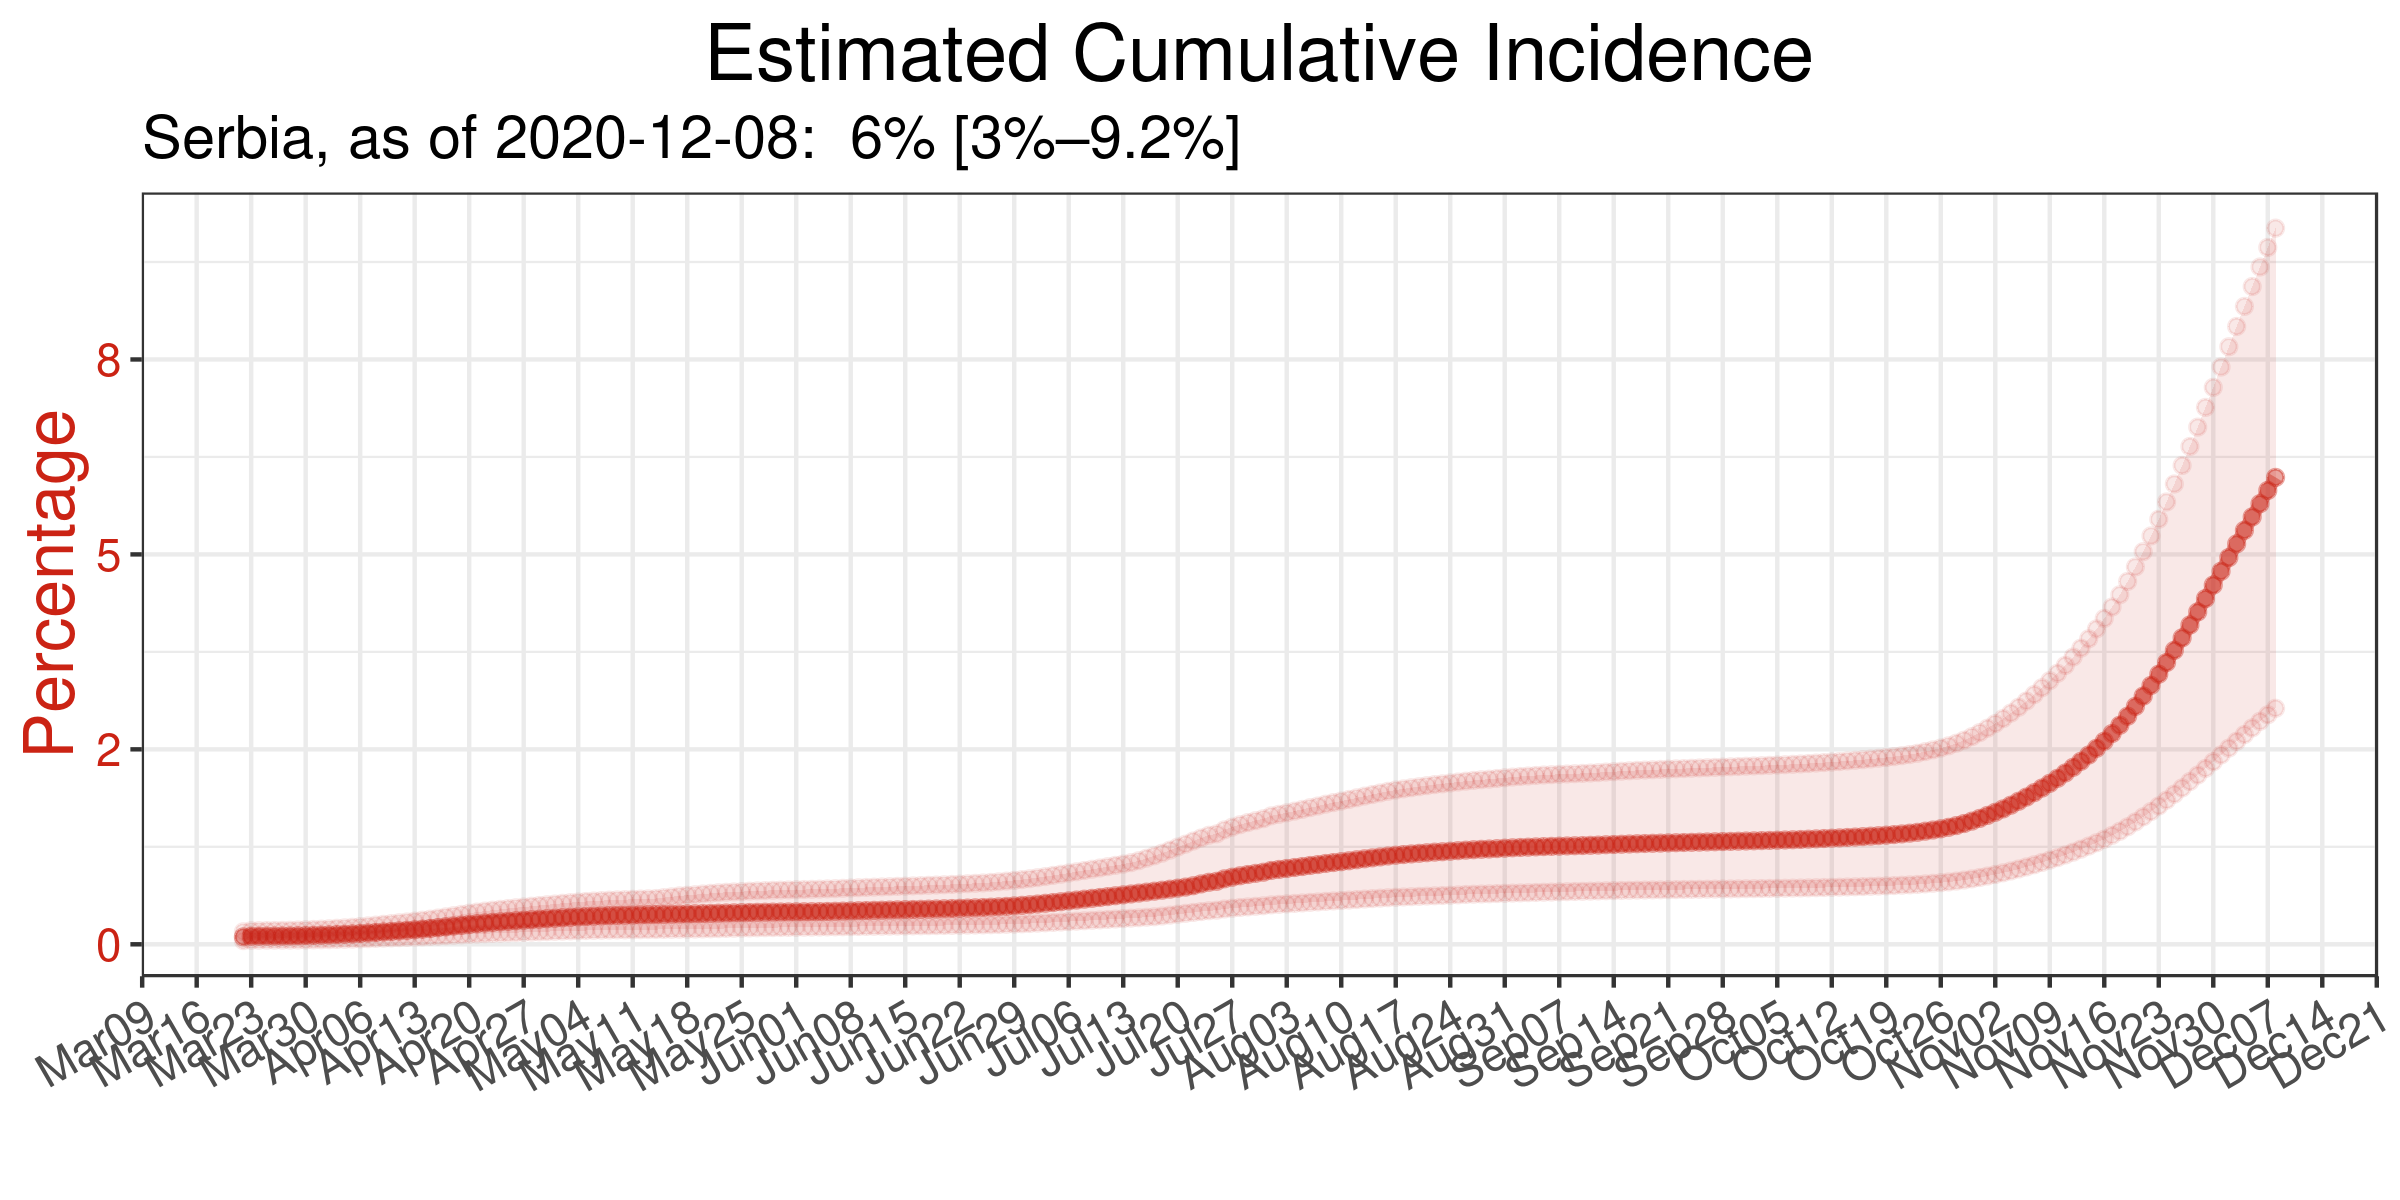 Estimated Cumulative Incidence
Serbia, as of 2020-12-08:  6% [3%–9.2%]
Percentage
8
5
2
0
Mar09
Mar16
Mar23
Mar30
Apr06
Apr13
Apr20
Apr27
May04
May11
May18
May25
Jun01
Jun08
Jun15
Jun22
Jun29
Jul06
Jul13
Jul20
Jul27
Aug03
Aug10
Aug17
Aug24
Aug31
Sep07
Sep14
Sep21
Sep28
Oct05
Oct12
Oct19
Oct26
Nov02
Nov09
Nov16
Nov23
Nov30
Dec07
Dec14
Dec21